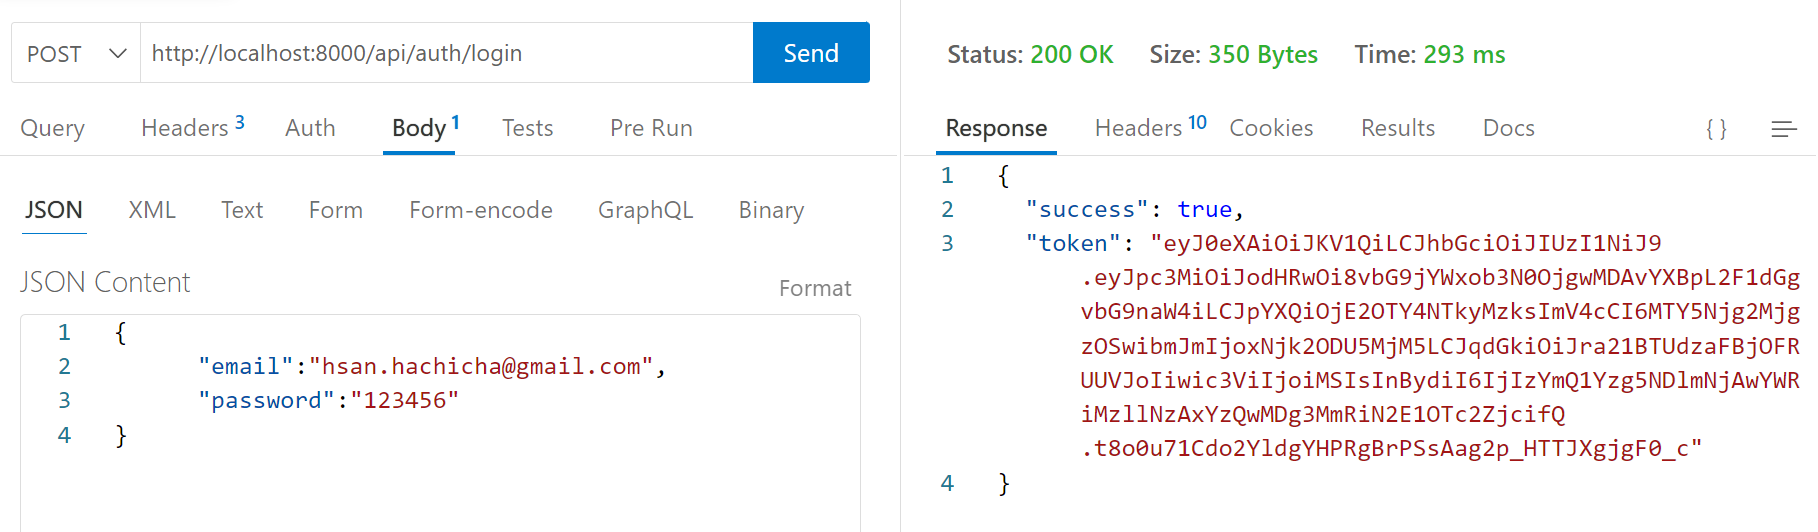 POST http://localhost:8000/api/auth/login Send
Query Headers 3 Auth Body 1 Tests Pre Run
JSON XML Text Form Form-encode GraphQL Binary
JSON Content Format
1 {
2 "email":"hsan.hachicha@gmail.com",
3 "password":"123456"
4 }
Status: 200 OK Size: 350 Bytes Time: 293 ms
Response Headers 10 Cookies Results Docs { }
1 {
2 "success": true,
3 "token": "eyJ0eXAiOiJKV1QiLCJhbGciOiJIUzI1NiJ9
.eyJpc3MiOiJodHRwOi8vbG9jYWxob3N0OjgwMDAvYXBpL2F1dGg
vbG9naW4iLCJpYXQiOjE2OTY4NTkyMzksImV4cCI6MTY5Njg2Mjg
zOSwibmJmIjoxNjk2ODU5MjM5LCJqdGkiOiJra21BTUdzaFBjOFR
UUVJoIiwic3ViIjoiMSIsInBydiI6IjIzYmQ1Yzg5NDlmNjAwYWR
iMzllNzAxYzQwMDg3MmRiN2E1OTc2ZjcifQ
.t8o0u71Cdo2YldgYHPRgBrPSsAag2p_HTTJXgjgF0_c"
4 }